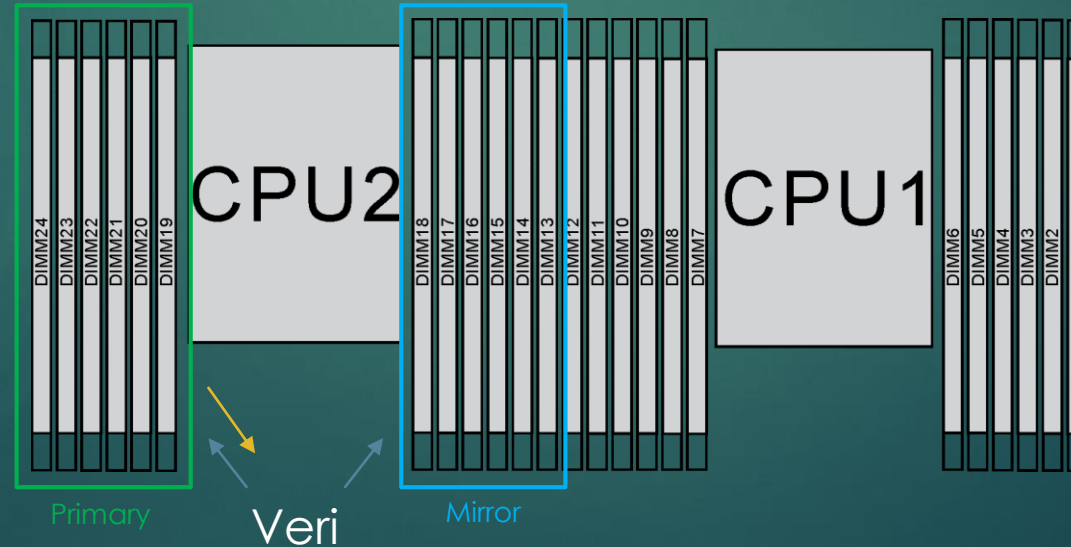 CPU2
CPU1
DIMM24
DIMM23
DIMM22
DIMM21
DIMM20
DIMM19
DIMM18
DIMM17
DIMM16
DIMM15
DIMM14
DIMM13
DIMM12
DIMM11
DIMM10
DIMM9
DIMM8
DIMM7
DIMM6
DIMM5
DIMM4
DIMM3
DIMM2
Primary
Veri
Mirror